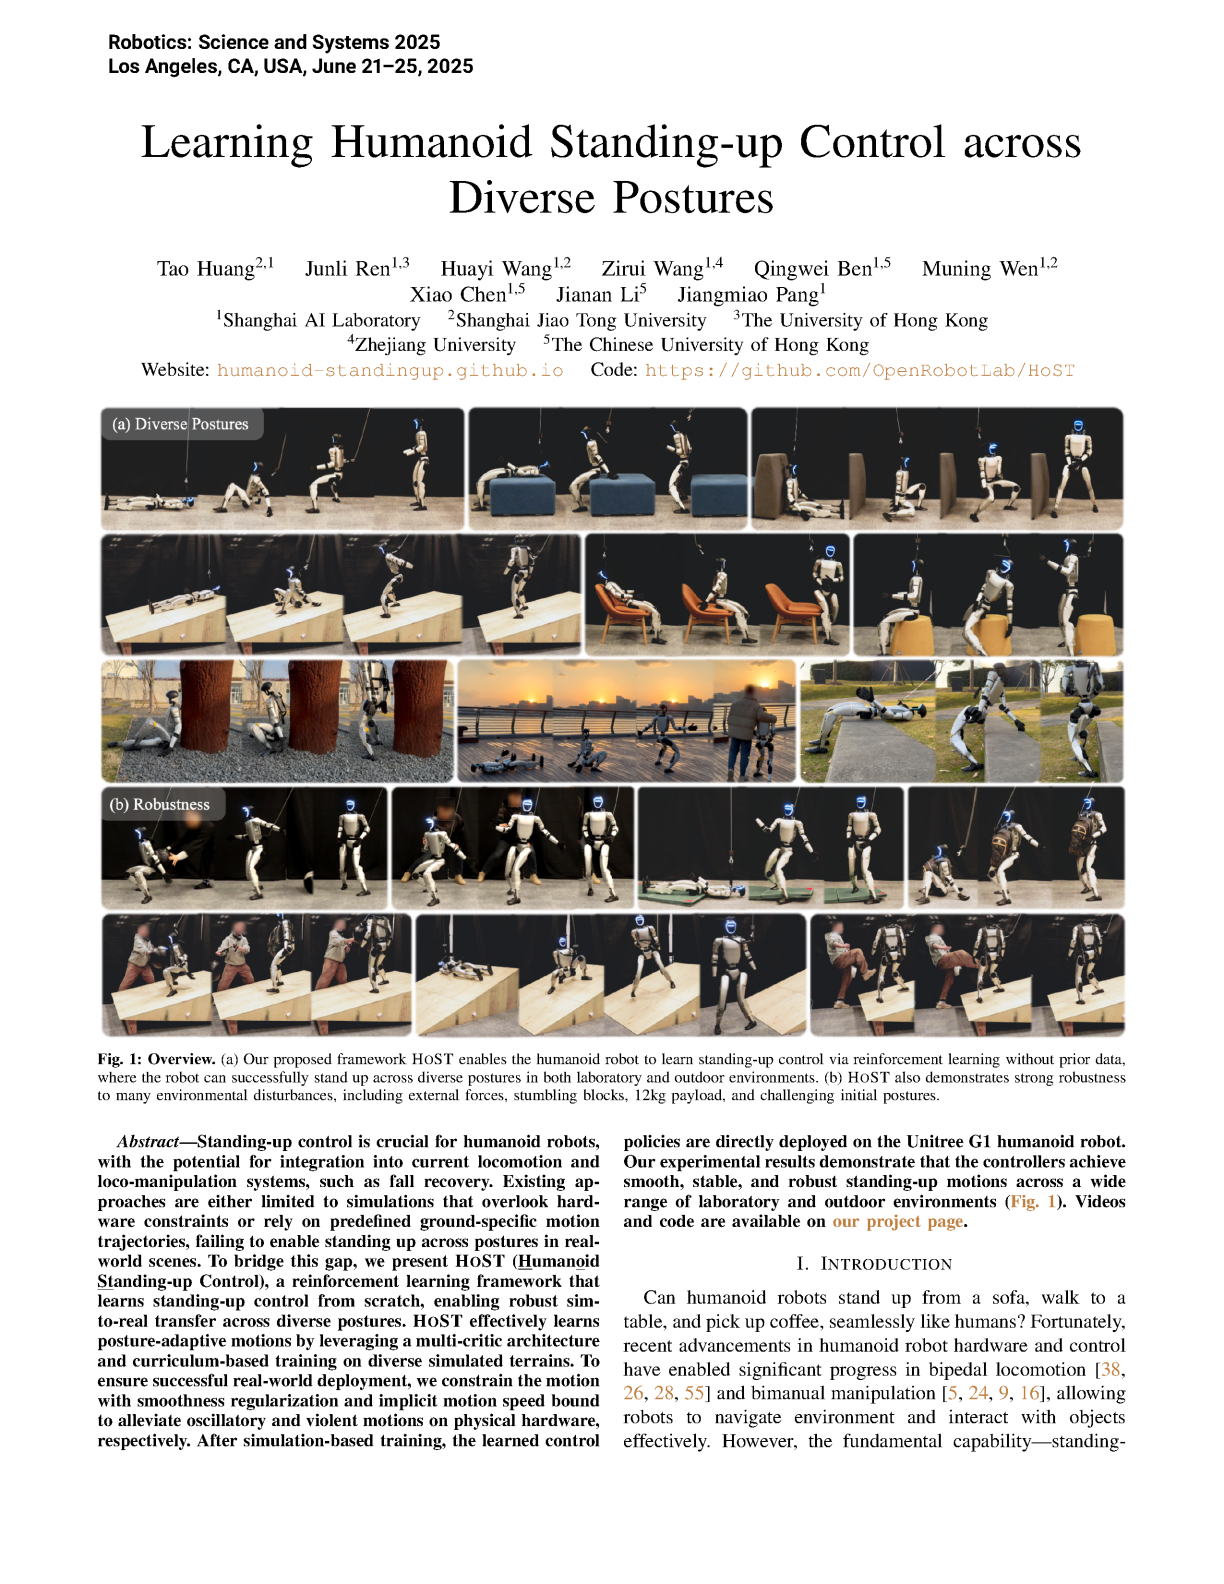 Robotics: Science and Systems 2025
Los Angeles, CA, USA, June 21–25, 2025
Learning Humanoid Standing-up Control across
Diverse Postures
Tao Huang2,1 Junli Ren1,3 Huayi Wang1,2 Zirui Wang1,4 Qingwei Ben1,5 Muning Wen1,2
Xiao Chen1,5 Jianan Li5 Jiangmiao Pang1
1Shanghai AI Laboratory 2Shanghai Jiao Tong University 3The University of Hong Kong
4Zhejiang University 5The Chinese University of Hong Kong
Website: humanoid-standingup.github.io Code: https://github.com/OpenRobotLab/HoST
(a) Diverse Postures
(b) Robustness
Fig. 1: Overview. (a) Our proposed framework HOST enables the humanoid robot to learn standing-up control via reinforcement learning without prior data,
where the robot can successfully stand up across diverse postures in both laboratory and outdoor environments. (b) HOST also demonstrates strong robustness
to many environmental disturbances, including external forces, stumbling blocks, 12kg payload, and challenging initial postures.
Abstract—Standing-up control is crucial for humanoid robots,
with the potential for integration into current locomotion and
loco-manipulation systems, such as fall recovery. Existing ap-
proaches are either limited to simulations that overlook hard-
ware constraints or rely on predefined ground-specific motion
trajectories, failing to enable standing up across postures in real-
world scenes. To bridge this gap, we present HOST (Humanoid
Standing-up Control), a reinforcement learning framework that
learns standing-up control from scratch, enabling robust sim-
to-real transfer across diverse postures. HOST effectively learns
posture-adaptive motions by leveraging a multi-critic architecture
and curriculum-based training on diverse simulated terrains. To
ensure successful real-world deployment, we constrain the motion
with smoothness regularization and implicit motion speed bound
to alleviate oscillatory and violent motions on physical hardware,
respectively. After simulation-based training, the learned control
policies are directly deployed on the Unitree G1 humanoid robot.
Our experimental results demonstrate that the controllers achieve
smooth, stable, and robust standing-up motions across a wide
range of laboratory and outdoor environments (Fig. 1). Videos
and code are available on our project page.
I. INTRODUCTION
Can humanoid robots stand up from a sofa, walk to a
table, and pick up coffee, seamlessly like humans? Fortunately,
recent advancements in humanoid robot hardware and control
have enabled significant progress in bipedal locomotion [38,
26, 28, 55] and bimanual manipulation [5, 24, 9, 16], allowing
robots to navigate environment and interact with objects
effectively. However, the fundamental capability—standing-